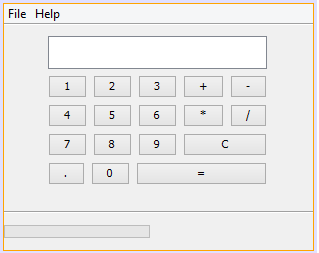 File Help
1 2 3 + -
4 5 6 * /
7 8 9 C
. 0 =